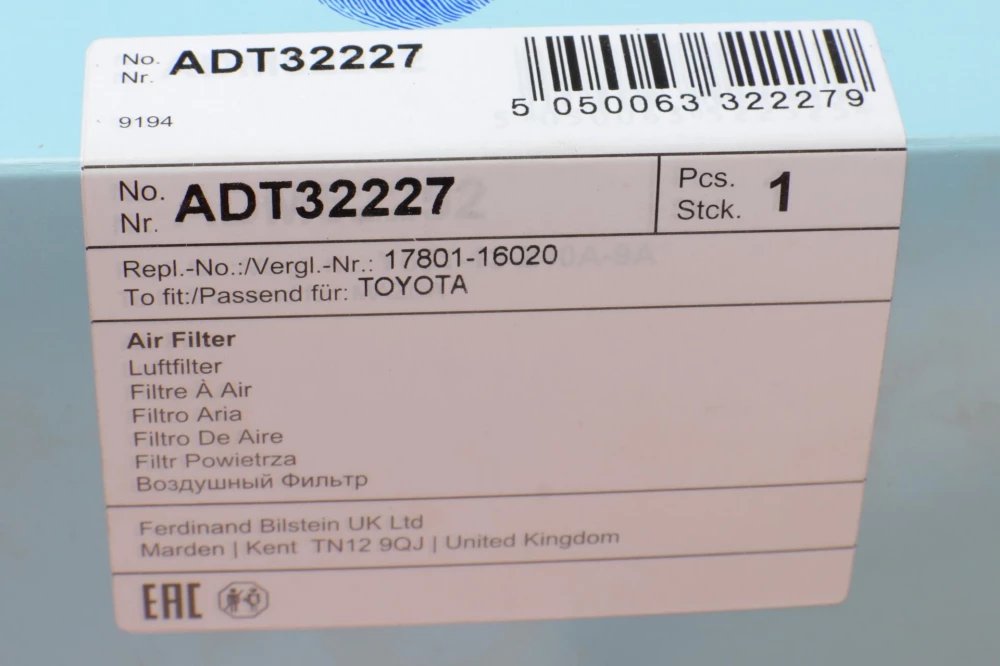 No. ADT32227
Nr.
9194
5 050063 322279
No. ADT32227
Nr.
Pcs. 1
Stck.
Repl.-No.:/Vergl.-Nr.: 17801-16020
To fit:/Passend für: TOYOTA
Air Filter
Luftfilter
Filtre À Air
Filtro Aria
Filtro De Aire
Filtr Powietrza
Воздушный Фильтр
Ferdinand Bilstein UK Ltd
Marden | Kent TN12 9QJ | United Kingdom
EAC